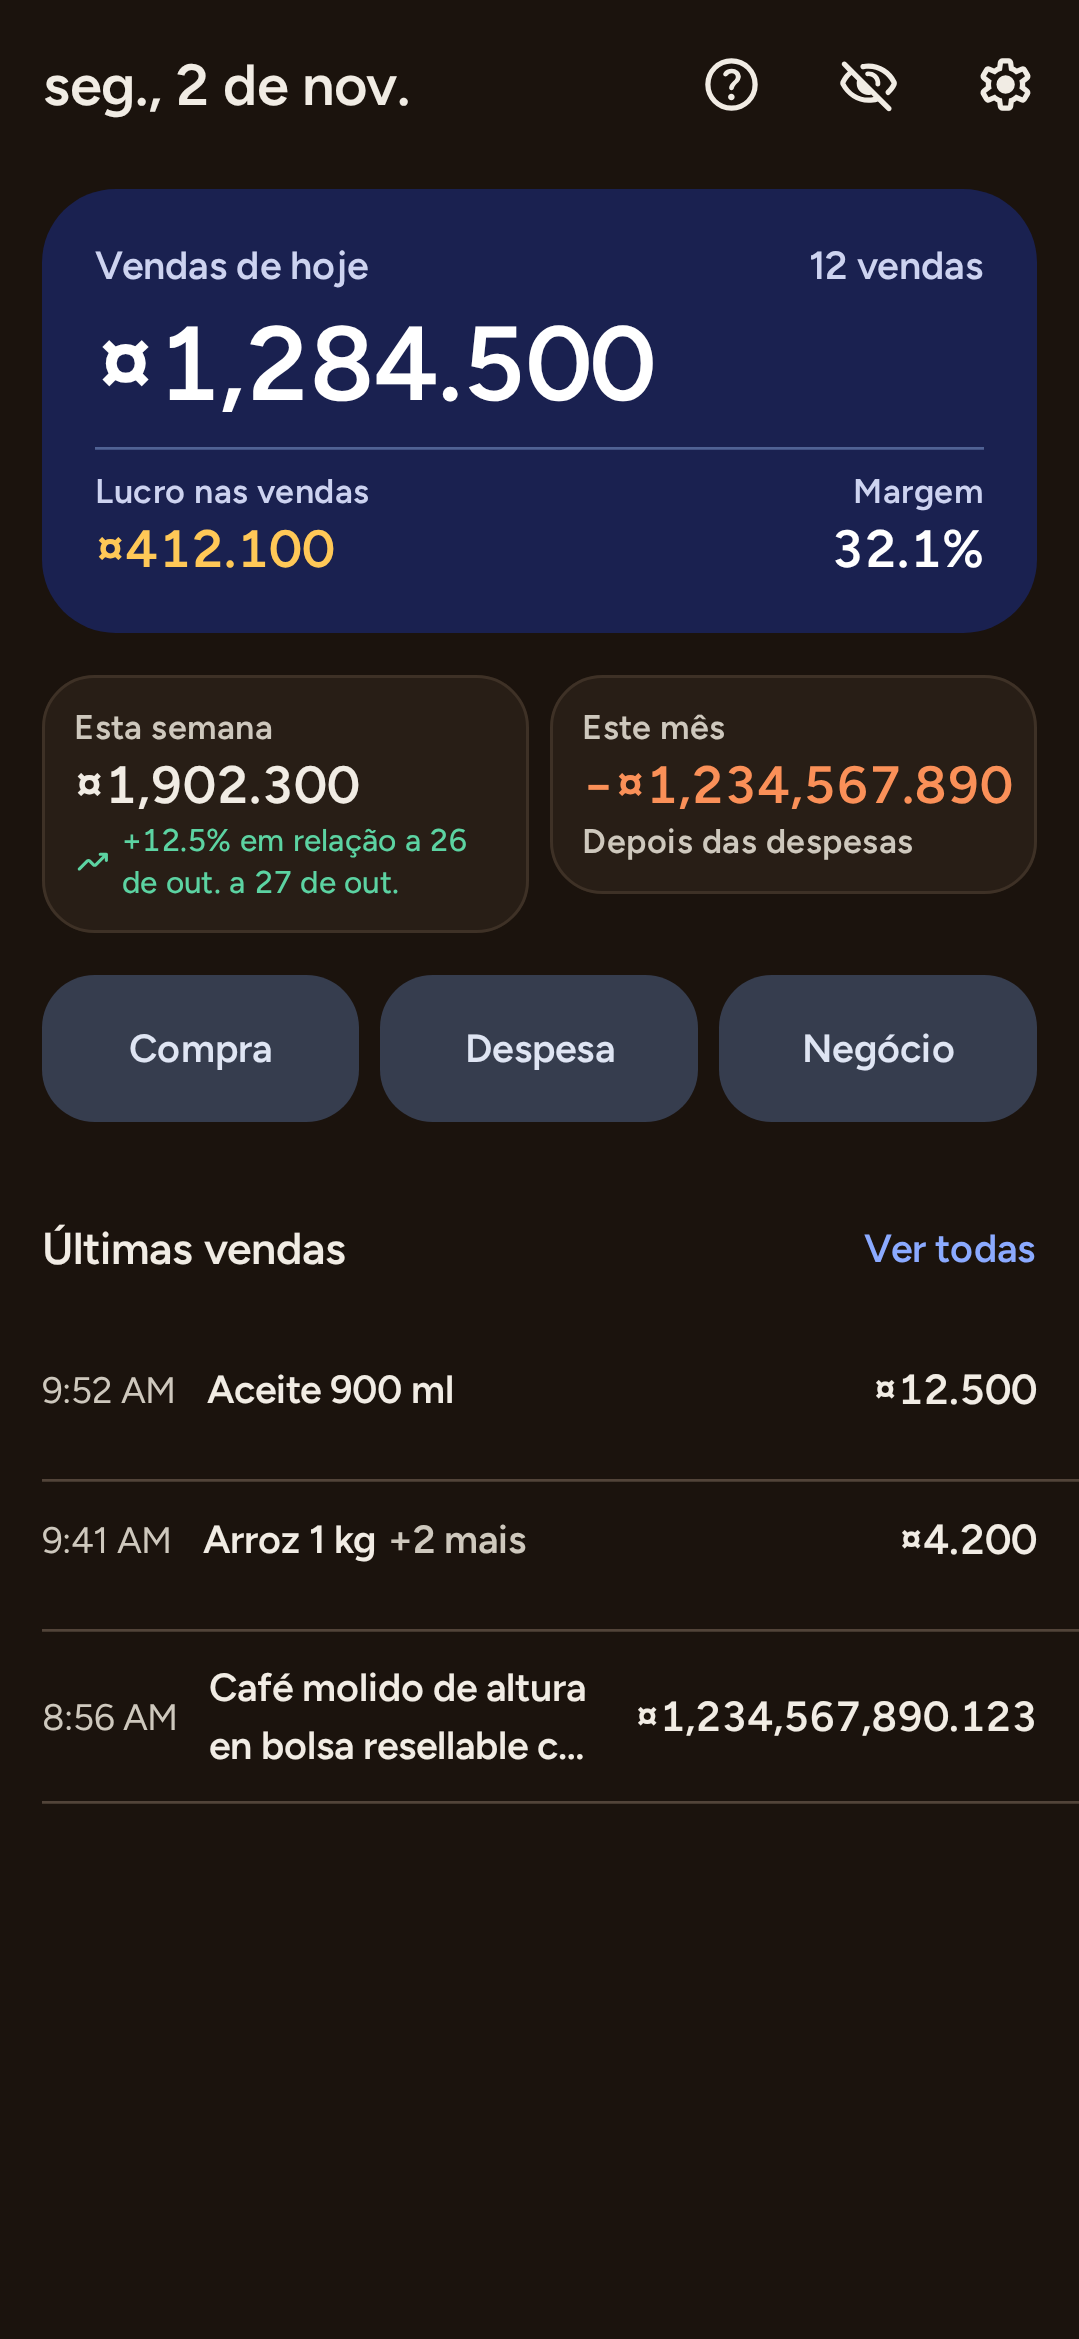 seg., 2 de nov.
Vendas de hoje
12 vendas
¤1,284.500
Lucro nas vendas
Margem
¤412.100
32.1%
Esta semana
¤1,902.300
+12.5% em relação a 26
de out. a 27 de out.
Este mês
−¤1,234,567.890
Depois das despesas
Compra
Despesa
Negócio
Últimas vendas
Ver todas
9:52 AM Aceite 900 ml ¤12.500
9:41 AM Arroz 1 kg +2 mais ¤4.200
8:56 AM Café molido de altura
en bolsa resellable c... ¤1,234,567,890.123